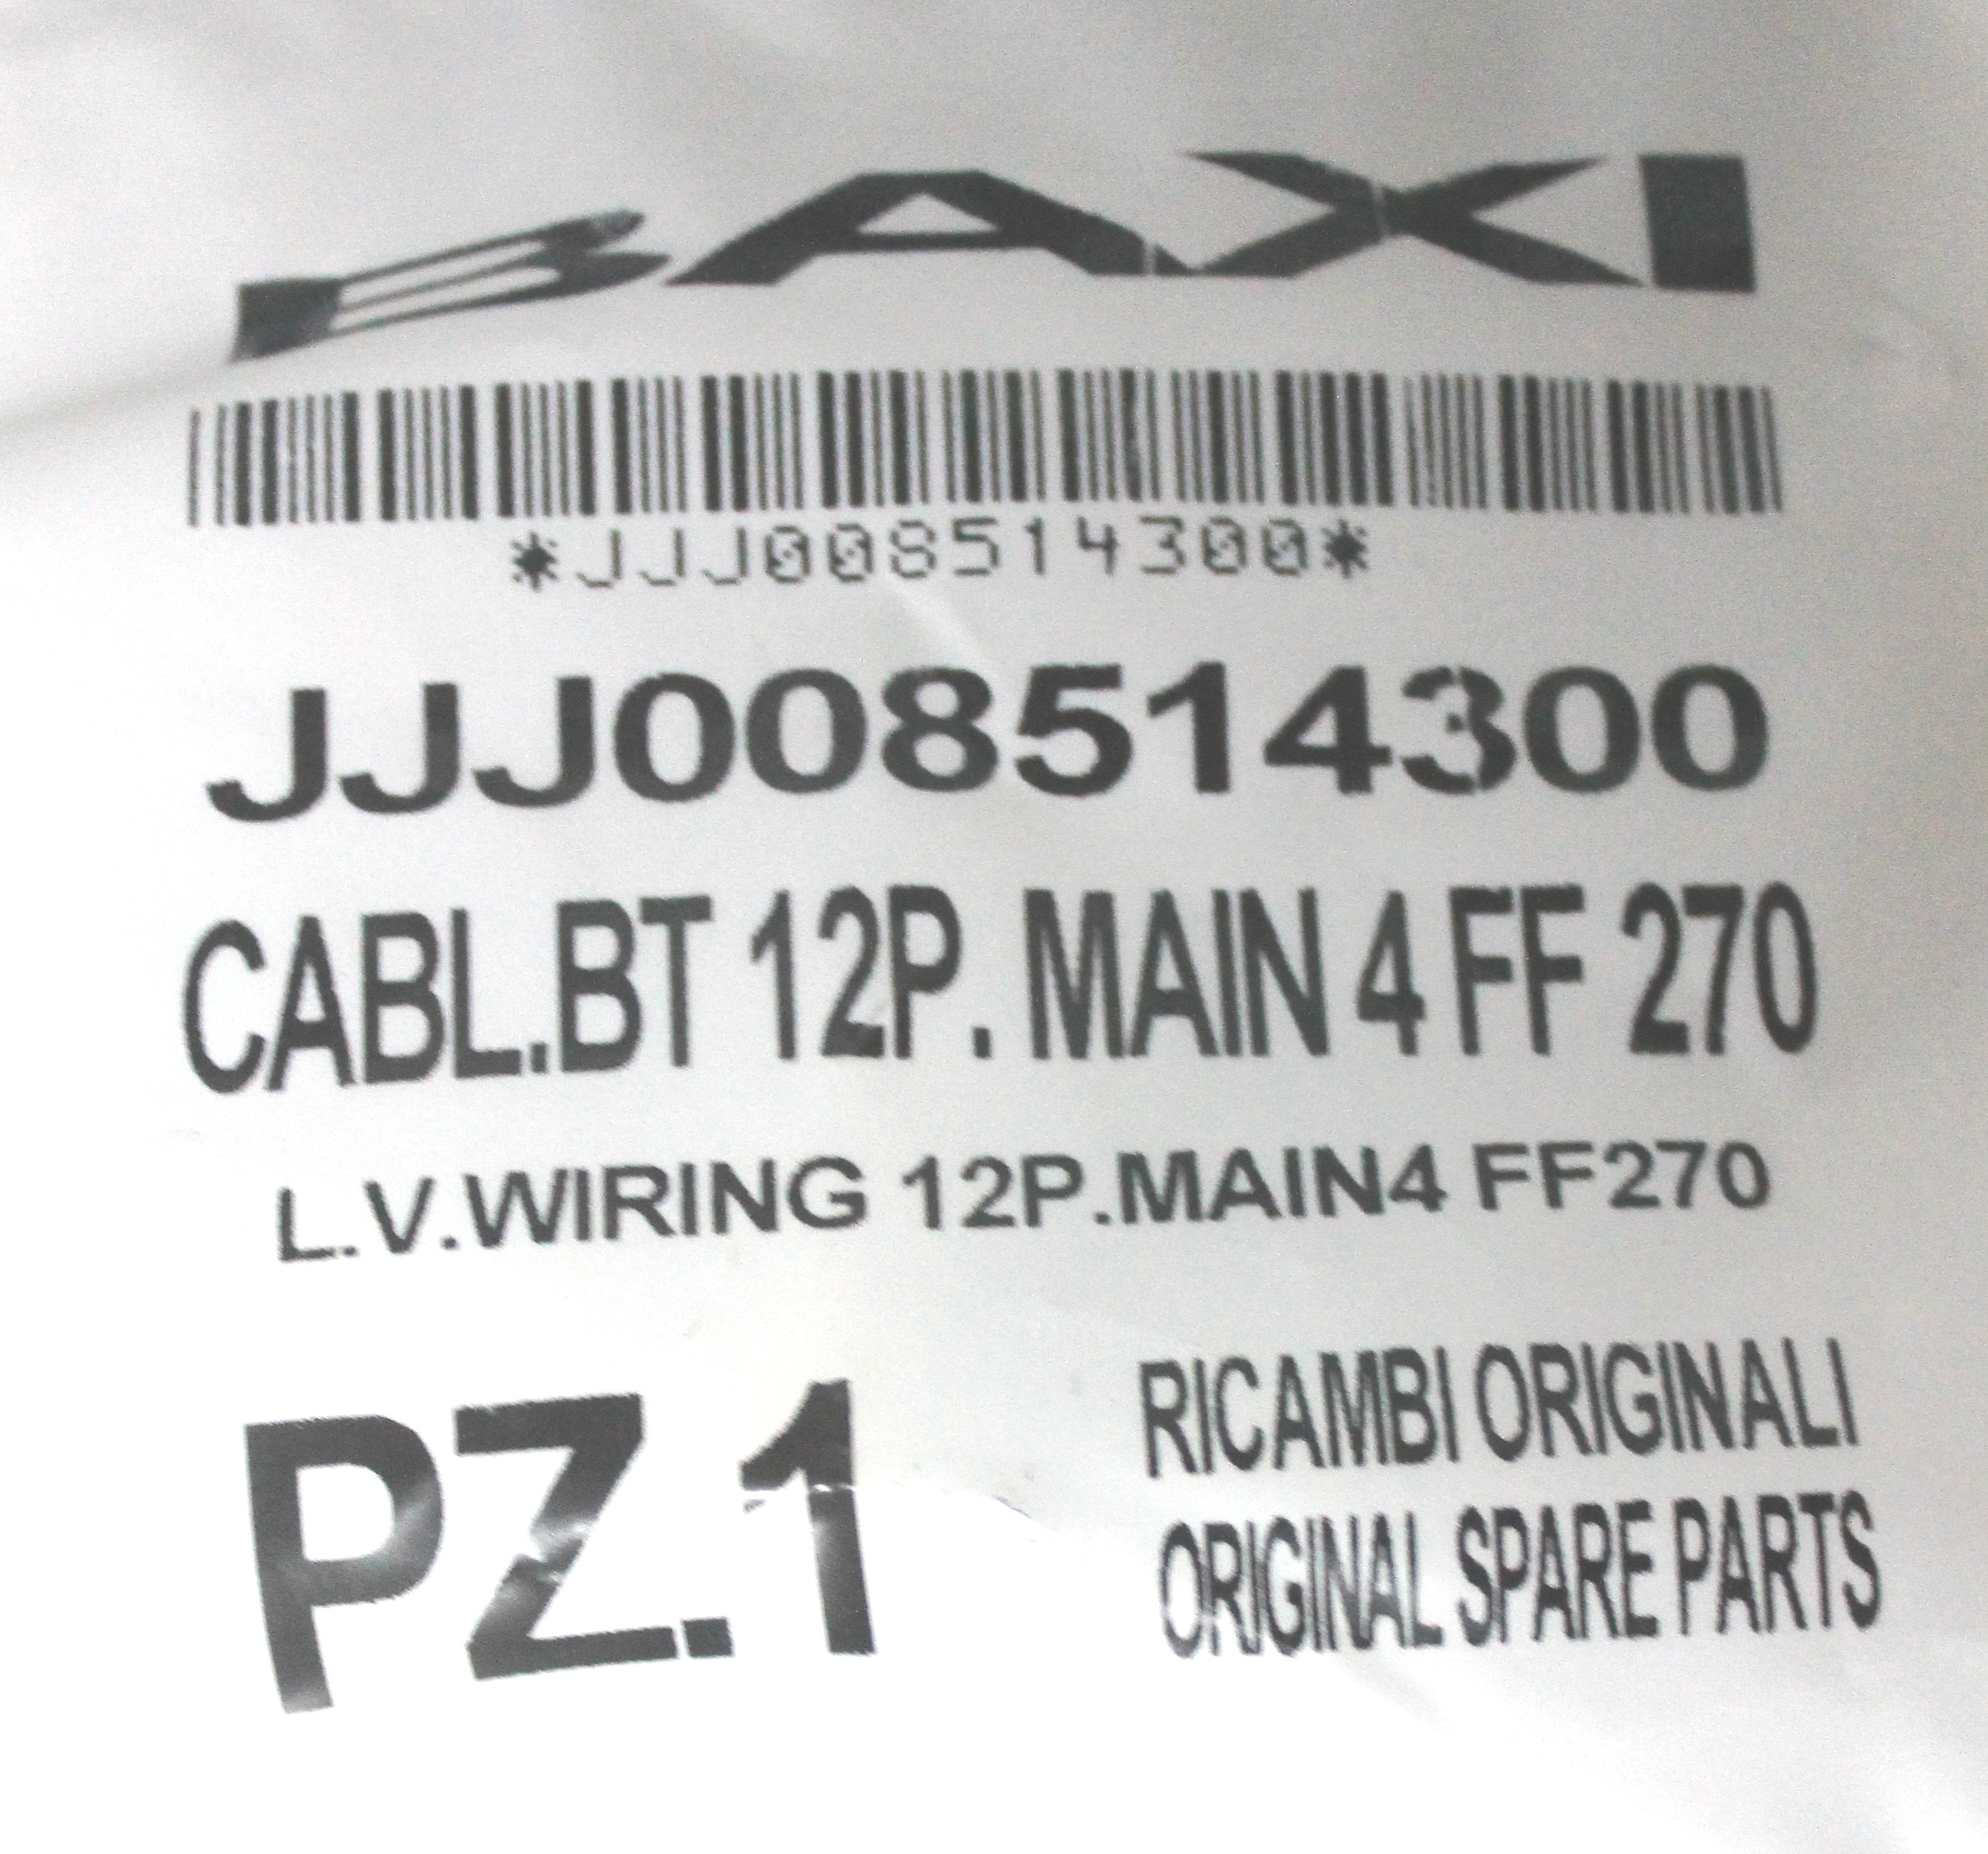 BAXI
*JJJ008514300*
JJJ008514300
CABL.BT 12P. MAIN 4 FF 270
L.V.WIRING 12P.MAIN4 FF270
PZ.1
RICAMBI ORIGINALI
ORIGINAL SPARE PARTS